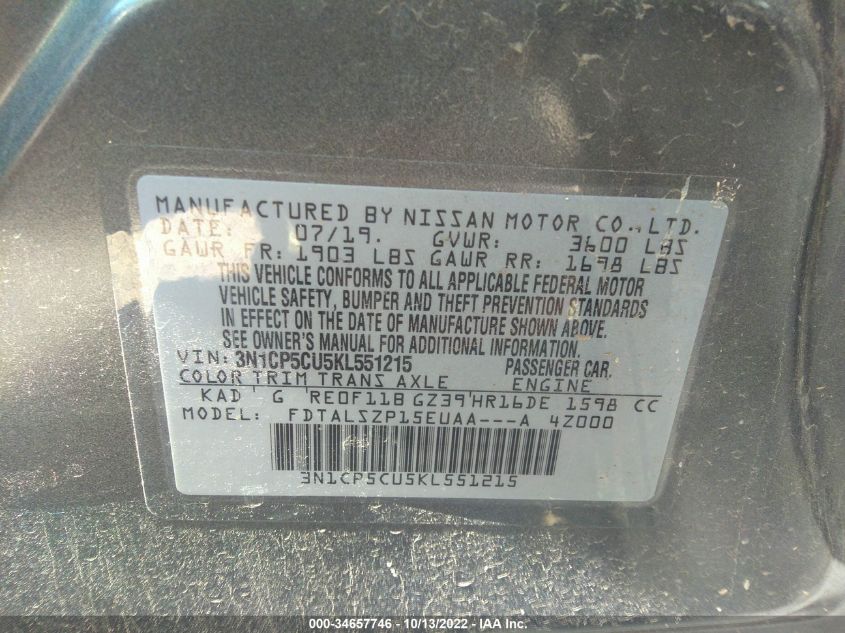 MANUFACTURED BY NISSAN MOTOR CO., LTD.
DATE: 07/19. GVWR: 3600 LBS
GAWR FR: 1903 LBS GAWR RR: 1698 LBS
THIS VEHICLE CONFORMS TO ALL APPLICABLE FEDERAL MOTOR
VEHICLE SAFETY, BUMPER AND THEFT PREVENTION STANDARDS
IN EFFECT ON THE DATE OF MANUFACTURE SHOWN ABOVE.
SEE OWNER'S MANUAL FOR ADDITIONAL INFORMATION.
VIN: 3N1CP5CU5KL551215 PASSENGER CAR.
COLOR TRIM TRANS AXLE ENGINE
KAD G RE0F11B GZ39 HR16DE 1598 CC
MODEL: FDTALSZP15EUAA---A 4Z000
3N1CP5CU5KL551215
000-34657746 - 10/13/2022 - © IAA, Inc.